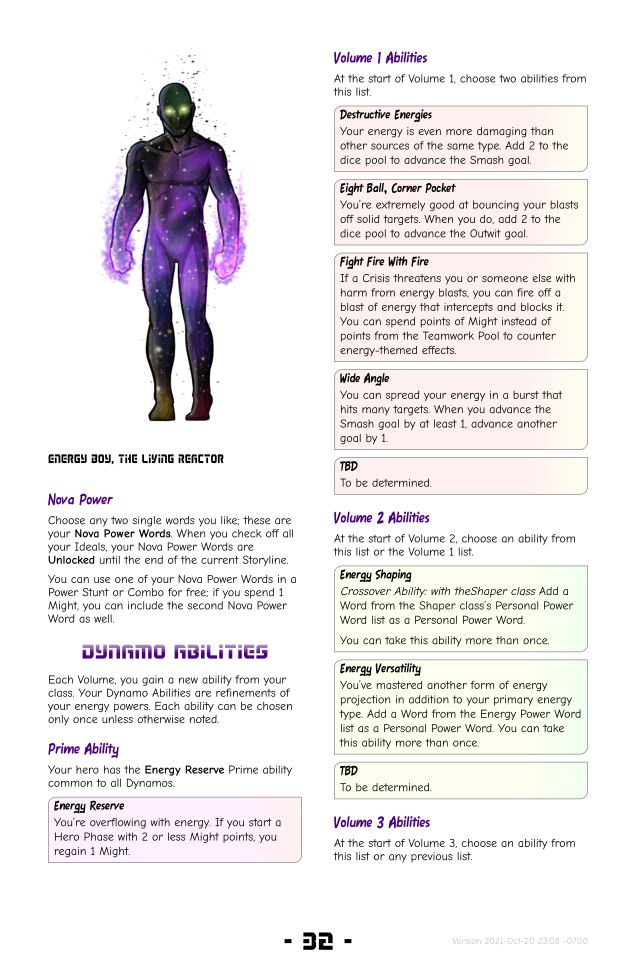 ENERGY BOY, THE LIVING REACTOR
Nova Power
Choose any two single words you like; these are
your Nova Power Words. When you check off all
your Ideals, your Nova Power Words are
Unlocked until the end of the current Storyline.
You can use one of your Nova Power Words in a
Power Stunt or Combo for free; if you spend 1
Might, you can include the second Nova Power
Word as well.
DYNAMO ABILITIES
Each Volume, you gain a new ability from your
class. Your Dynamo Abilities are refinements of
your energy powers. Each ability can be chosen
only once unless otherwise noted.
Prime Ability
Your hero has the Energy Reserve Prime ability
common to all Dynamos.
Energy Reserve
You're overflowing with energy. If you start a
Hero Phase with 2 or less Might points, you
regain 1 Might.
Volume 1 Abilities
At the start of Volume 1, choose two abilities from
this list.
Destructive Energies
Your energy is even more damaging than
other sources of the same type. Add 2 to the
dice pool to advance the Smash goal.
Eight Ball, Corner Pocket
You're extremely good at bouncing your blasts
off solid targets. When you do, add 2 to the
dice pool to advance the Outwit goal.
Fight Fire With Fire
If a Crisis threatens you or someone else with
harm from energy blasts, you can fire off a
blast of energy that intercepts and blocks it.
You can spend points of Might instead of
points from the Teamwork Pool to counter
energy-themed effects.
Wide Angle
You can spread your energy in a burst that
hits many targets. When you advance the
Smash goal by at least 1, advance another
goal by 1.
TBD
To be determined.
Volume 2 Abilities
At the start of Volume 2, choose an ability from
this list or the Volume 1 list.
Energy Shaping
Crossover Ability: with theShaper class Add a
Word from the Shaper class's Personal Power
Word list as a Personal Power Word.
You can take this ability more than once.
Energy Versatility
You've mastered another form of energy
projection in addition to your primary energy
type. Add a Word from the Energy Power Word
list as a Personal Power Word. You can take
this ability more than once.
TBD
To be determined.
Volume 3 Abilities
At the start of Volume 3, choose an ability from
this list or any previous list.
- 32 -
Version 2021-Oct-20 23:08 -0700